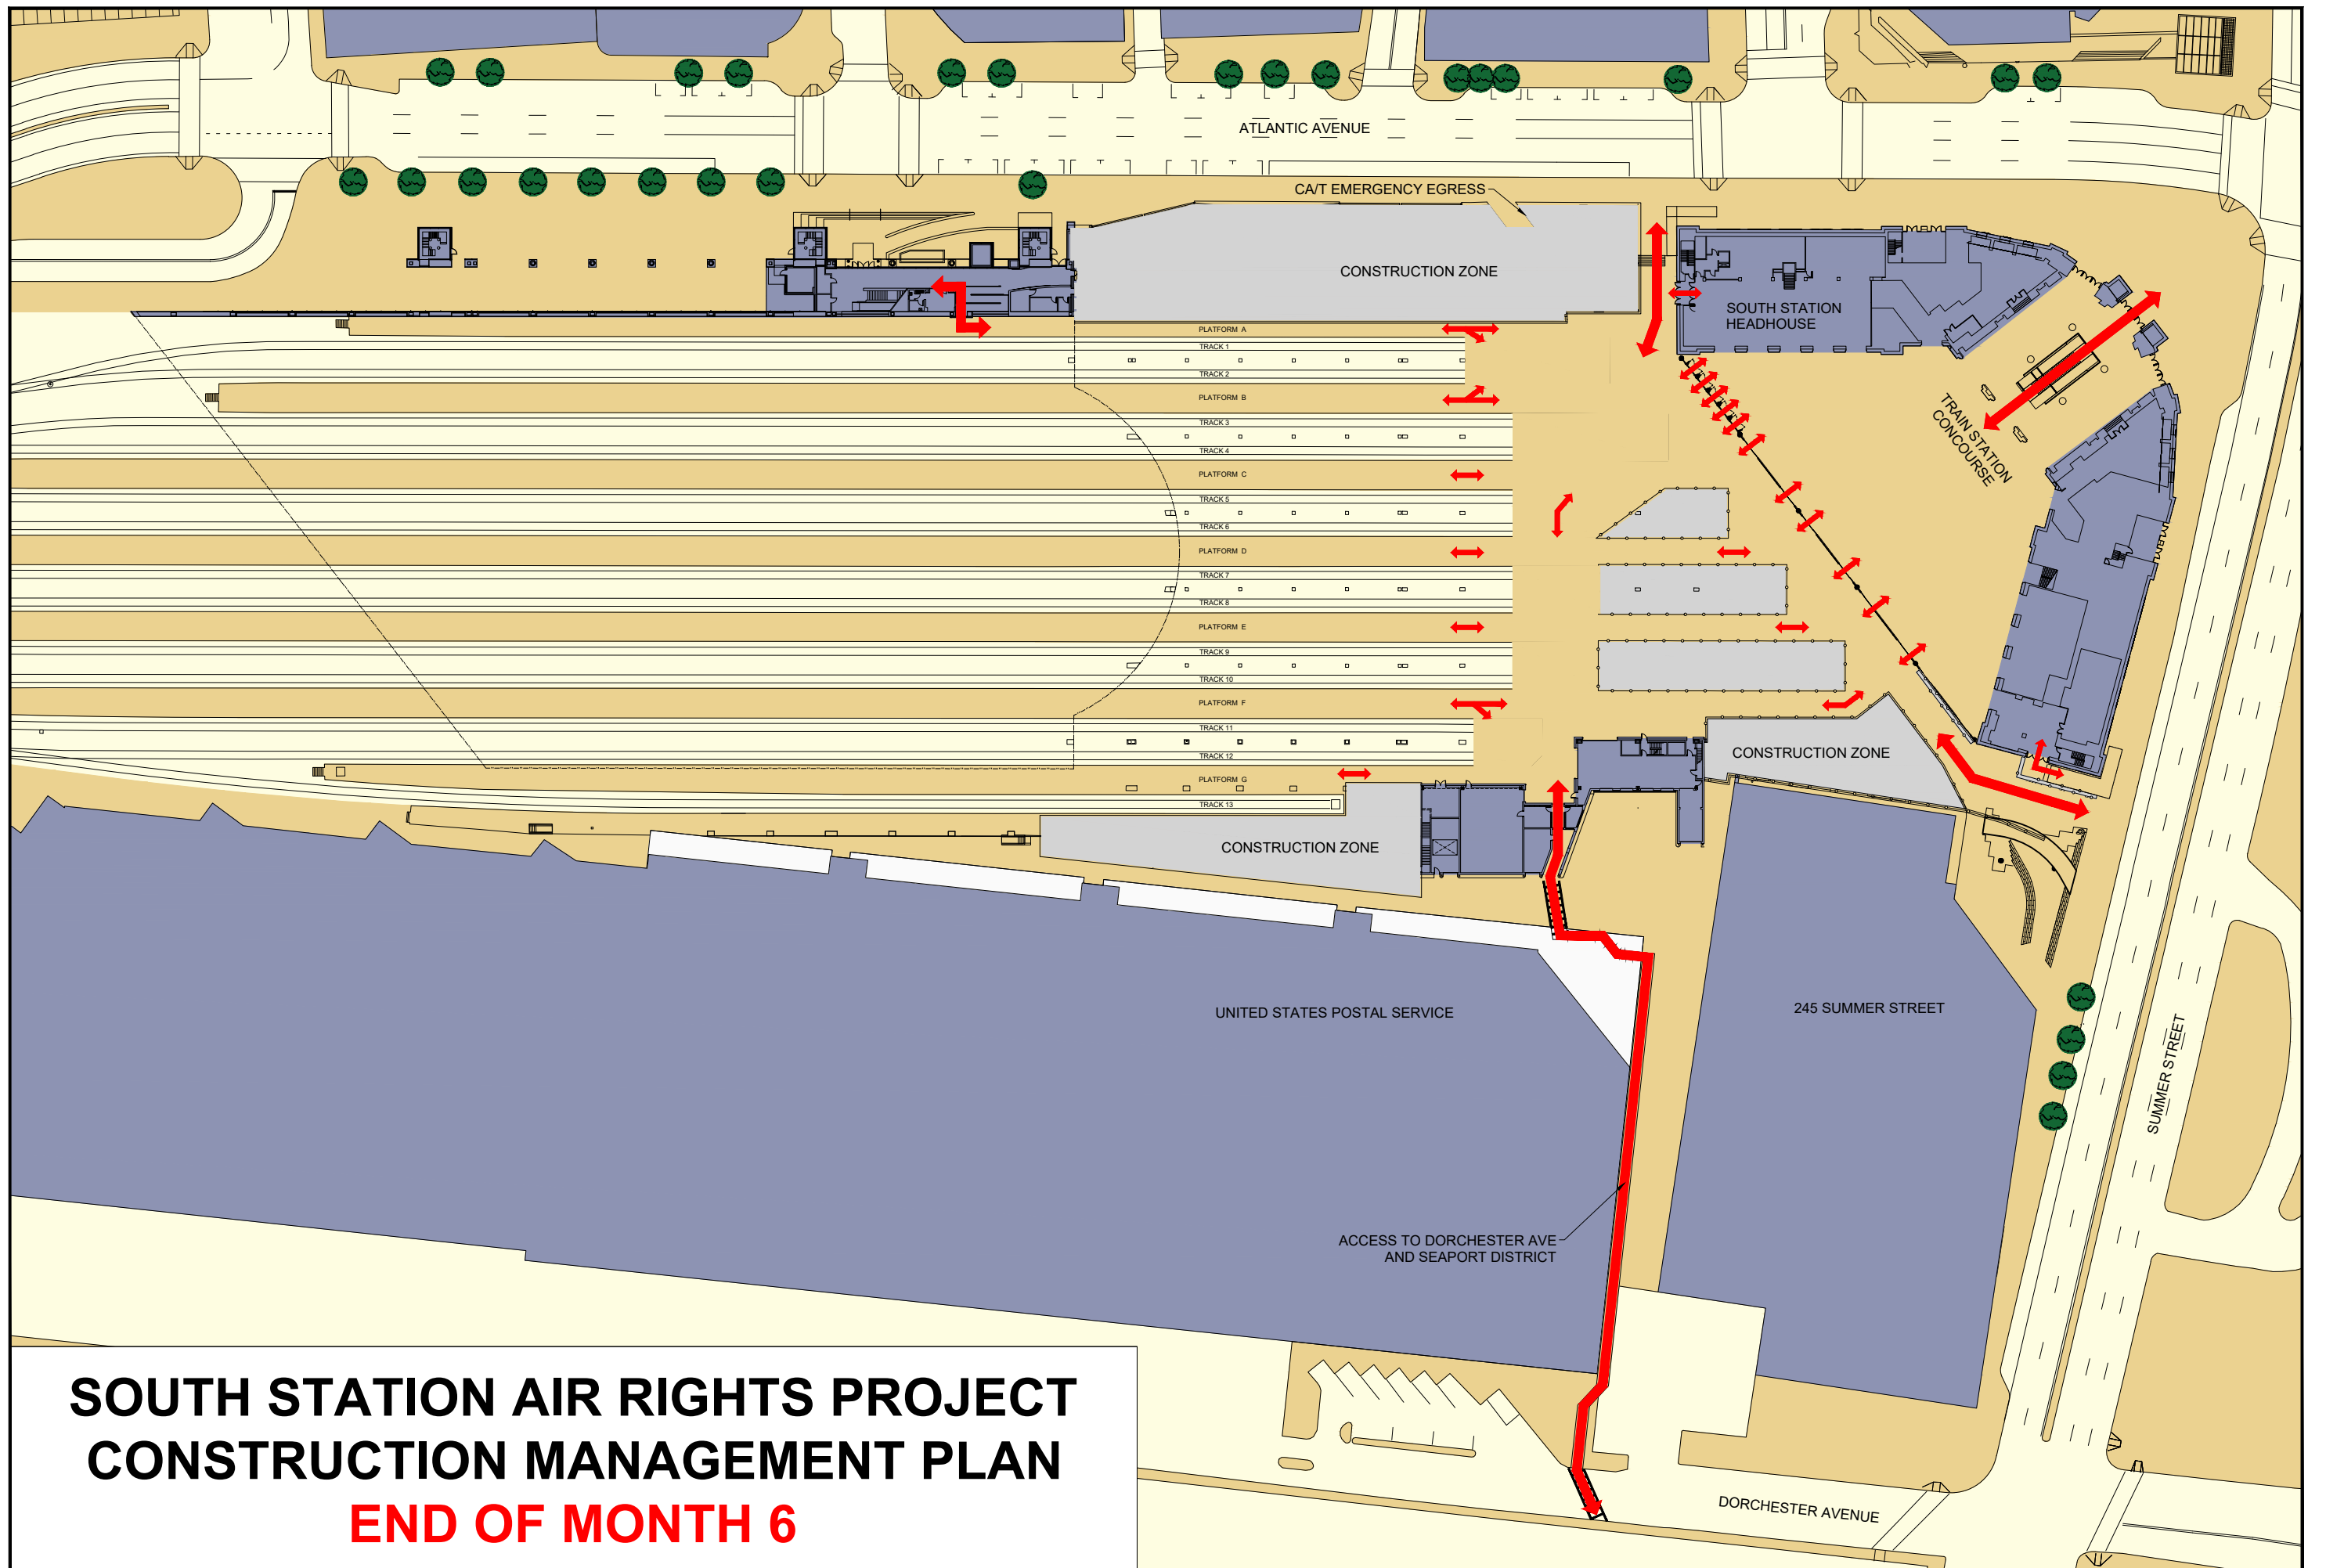 ATLANTIC AVENUE
CA/T EMERGENCY EGRESS
CONSTRUCTION ZONE
SOUTH STATION
HEADHOUSE
PLATFORM A
TRACK 1
TRACK 2
PLATFORM B
TRACK 3
TRACK 4
PLATFORM C
TRACK 5
TRACK 6
PLATFORM D
TRACK 7
TRACK 8
PLATFORM E
TRACK 9
TRACK 10
PLATFORM F
TRACK 11
TRACK 12
PLATFORM G
TRACK 13
TRAIN STATION
CONCOURSE
CONSTRUCTION ZONE
CONSTRUCTION ZONE
UNITED STATES POSTAL SERVICE
245 SUMMER STREET
SUMMER STREET
ACCESS TO DORCHESTER AVE
AND SEAPORT DISTRICT
DORCHESTER AVENUE
SOUTH STATION AIR RIGHTS PROJECT
CONSTRUCTION MANAGEMENT PLAN
END OF MONTH 6